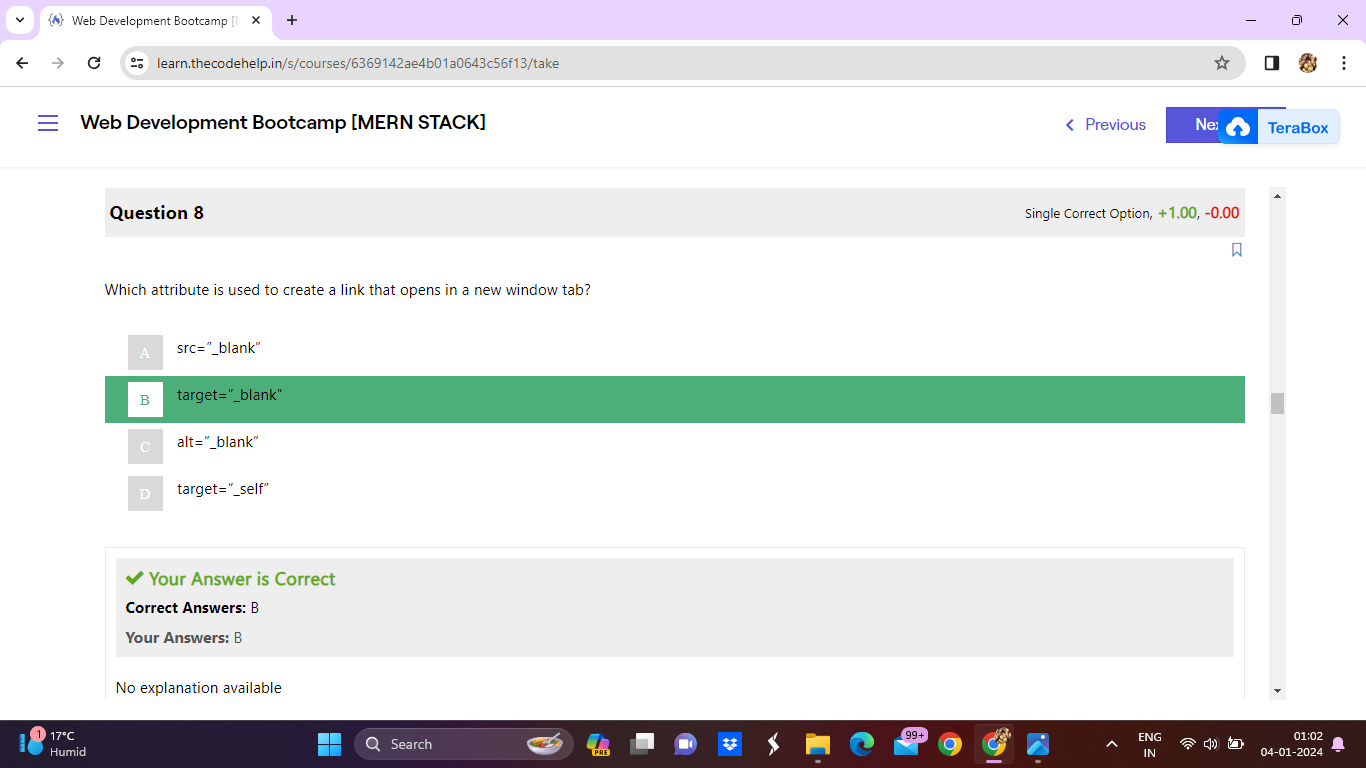 Web Development Bootcamp [
learn.thecodehelp.in/s/courses/6369142ae4b01a0643c56f13/take
Web Development Bootcamp [MERN STACK]
Previous
TeraBox
Question 8
Single Correct Option, +1.00, -0.00
Which attribute is used to create a link that opens in a new window tab?
A src="_blank"
B target="_blank"
C alt="_blank"
D target="_self"
Your Answer is Correct
Correct Answers: B
Your Answers: B
No explanation available
1
17°C
Humid
Search
PRE
99+
ENG
IN
01:02
04-01-2024